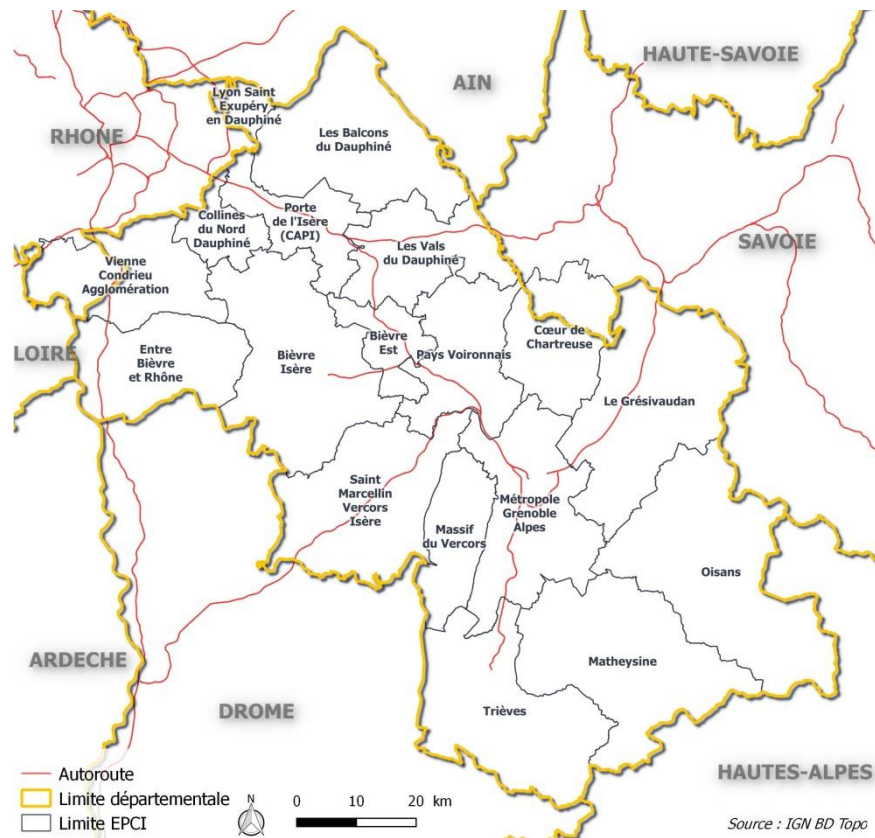 HAUTE-SAVOIE
AIN
Lyon Saint
Exupéry
en Dauphiné
RHONE
Les Balcons
du Dauphiné
Collines
du Nord
Dauphiné
Porte
de l'Isère
(CAPI)
SAVOIE
Les Vals
du Dauphiné
Vienne
Condrieu
Agglomération
Bièvre
Est
Cœur de
Chartreuse
LOIRE
Entre
Bièvre
et Rhône
Bièvre
Isère
Pays Voironnais
Le Grésivaudan
Saint
Marcellin
Vercors
Isère
Métropole
Grenoble
Alpes
Massif
du Vercors
Oisans
ARDECHE
Matheysine
DROME
Trièves
HAUTES-ALPES
Autoroute
Limite départementale
Limite EPCI
N
0 10 20 km
Source : IGN BD Topo